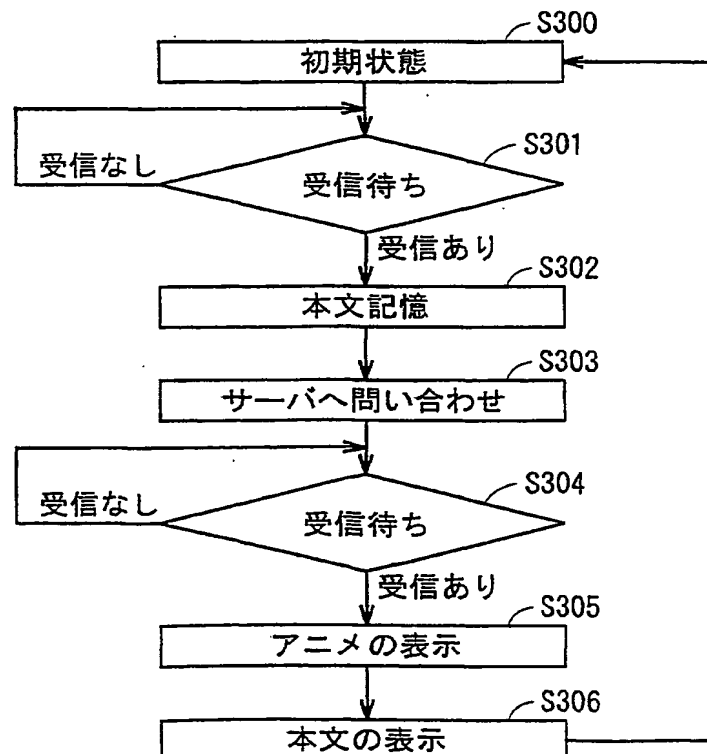 S300
初期状態
S301
受信なし
受信待ち
受信あり
S302
本文記憶
S303
サーバへ問い合わせ
S304
受信なし
受信待ち
受信あり
S305
アニメの表示
S306
本文の表示